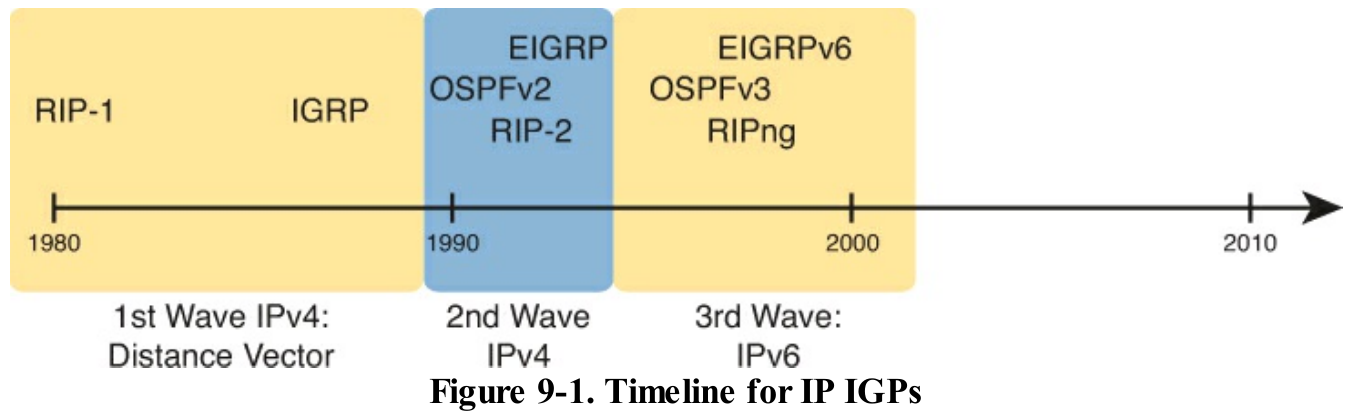 EIGRP
EIGRPv6
OSPFv2
OSPFv3
RIP-1
IGRP
RIP-2
RIPng
1980
1990
2000
2010
1st Wave IPv4:
Distance Vector
2nd Wave
IPv4
3rd Wave:
IPv6
Figure 9-1. Timeline for IP IGPs